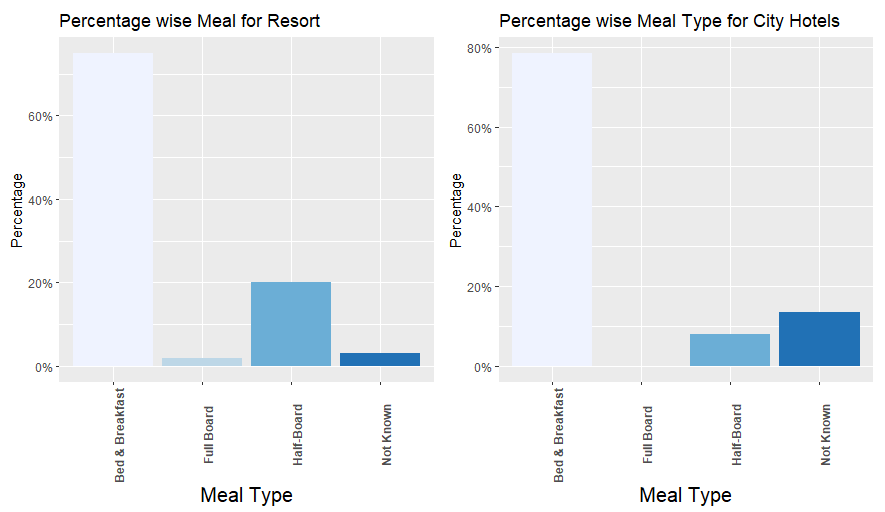 Percentage wise Meal for Resort
Percentage
60%
40%
20%
0%
Bed & Breakfast
Full Board
Half-Board
Not Known
Meal Type
Percentage wise Meal Type for City Hotels
Percentage
80%
60%
40%
20%
0%
Bed & Breakfast
Full Board
Half-Board
Not Known
Meal Type